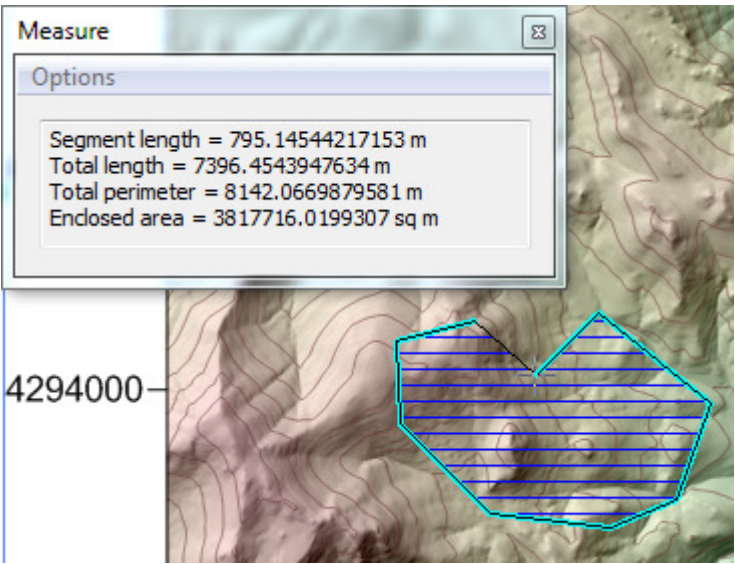 Measure
Options
Segment length = 795.14544217153 m
Total length = 7396.4543947634 m
Total perimeter = 8142.0669879581 m
Enclosed area = 3817716.0199307 sq m
4294000